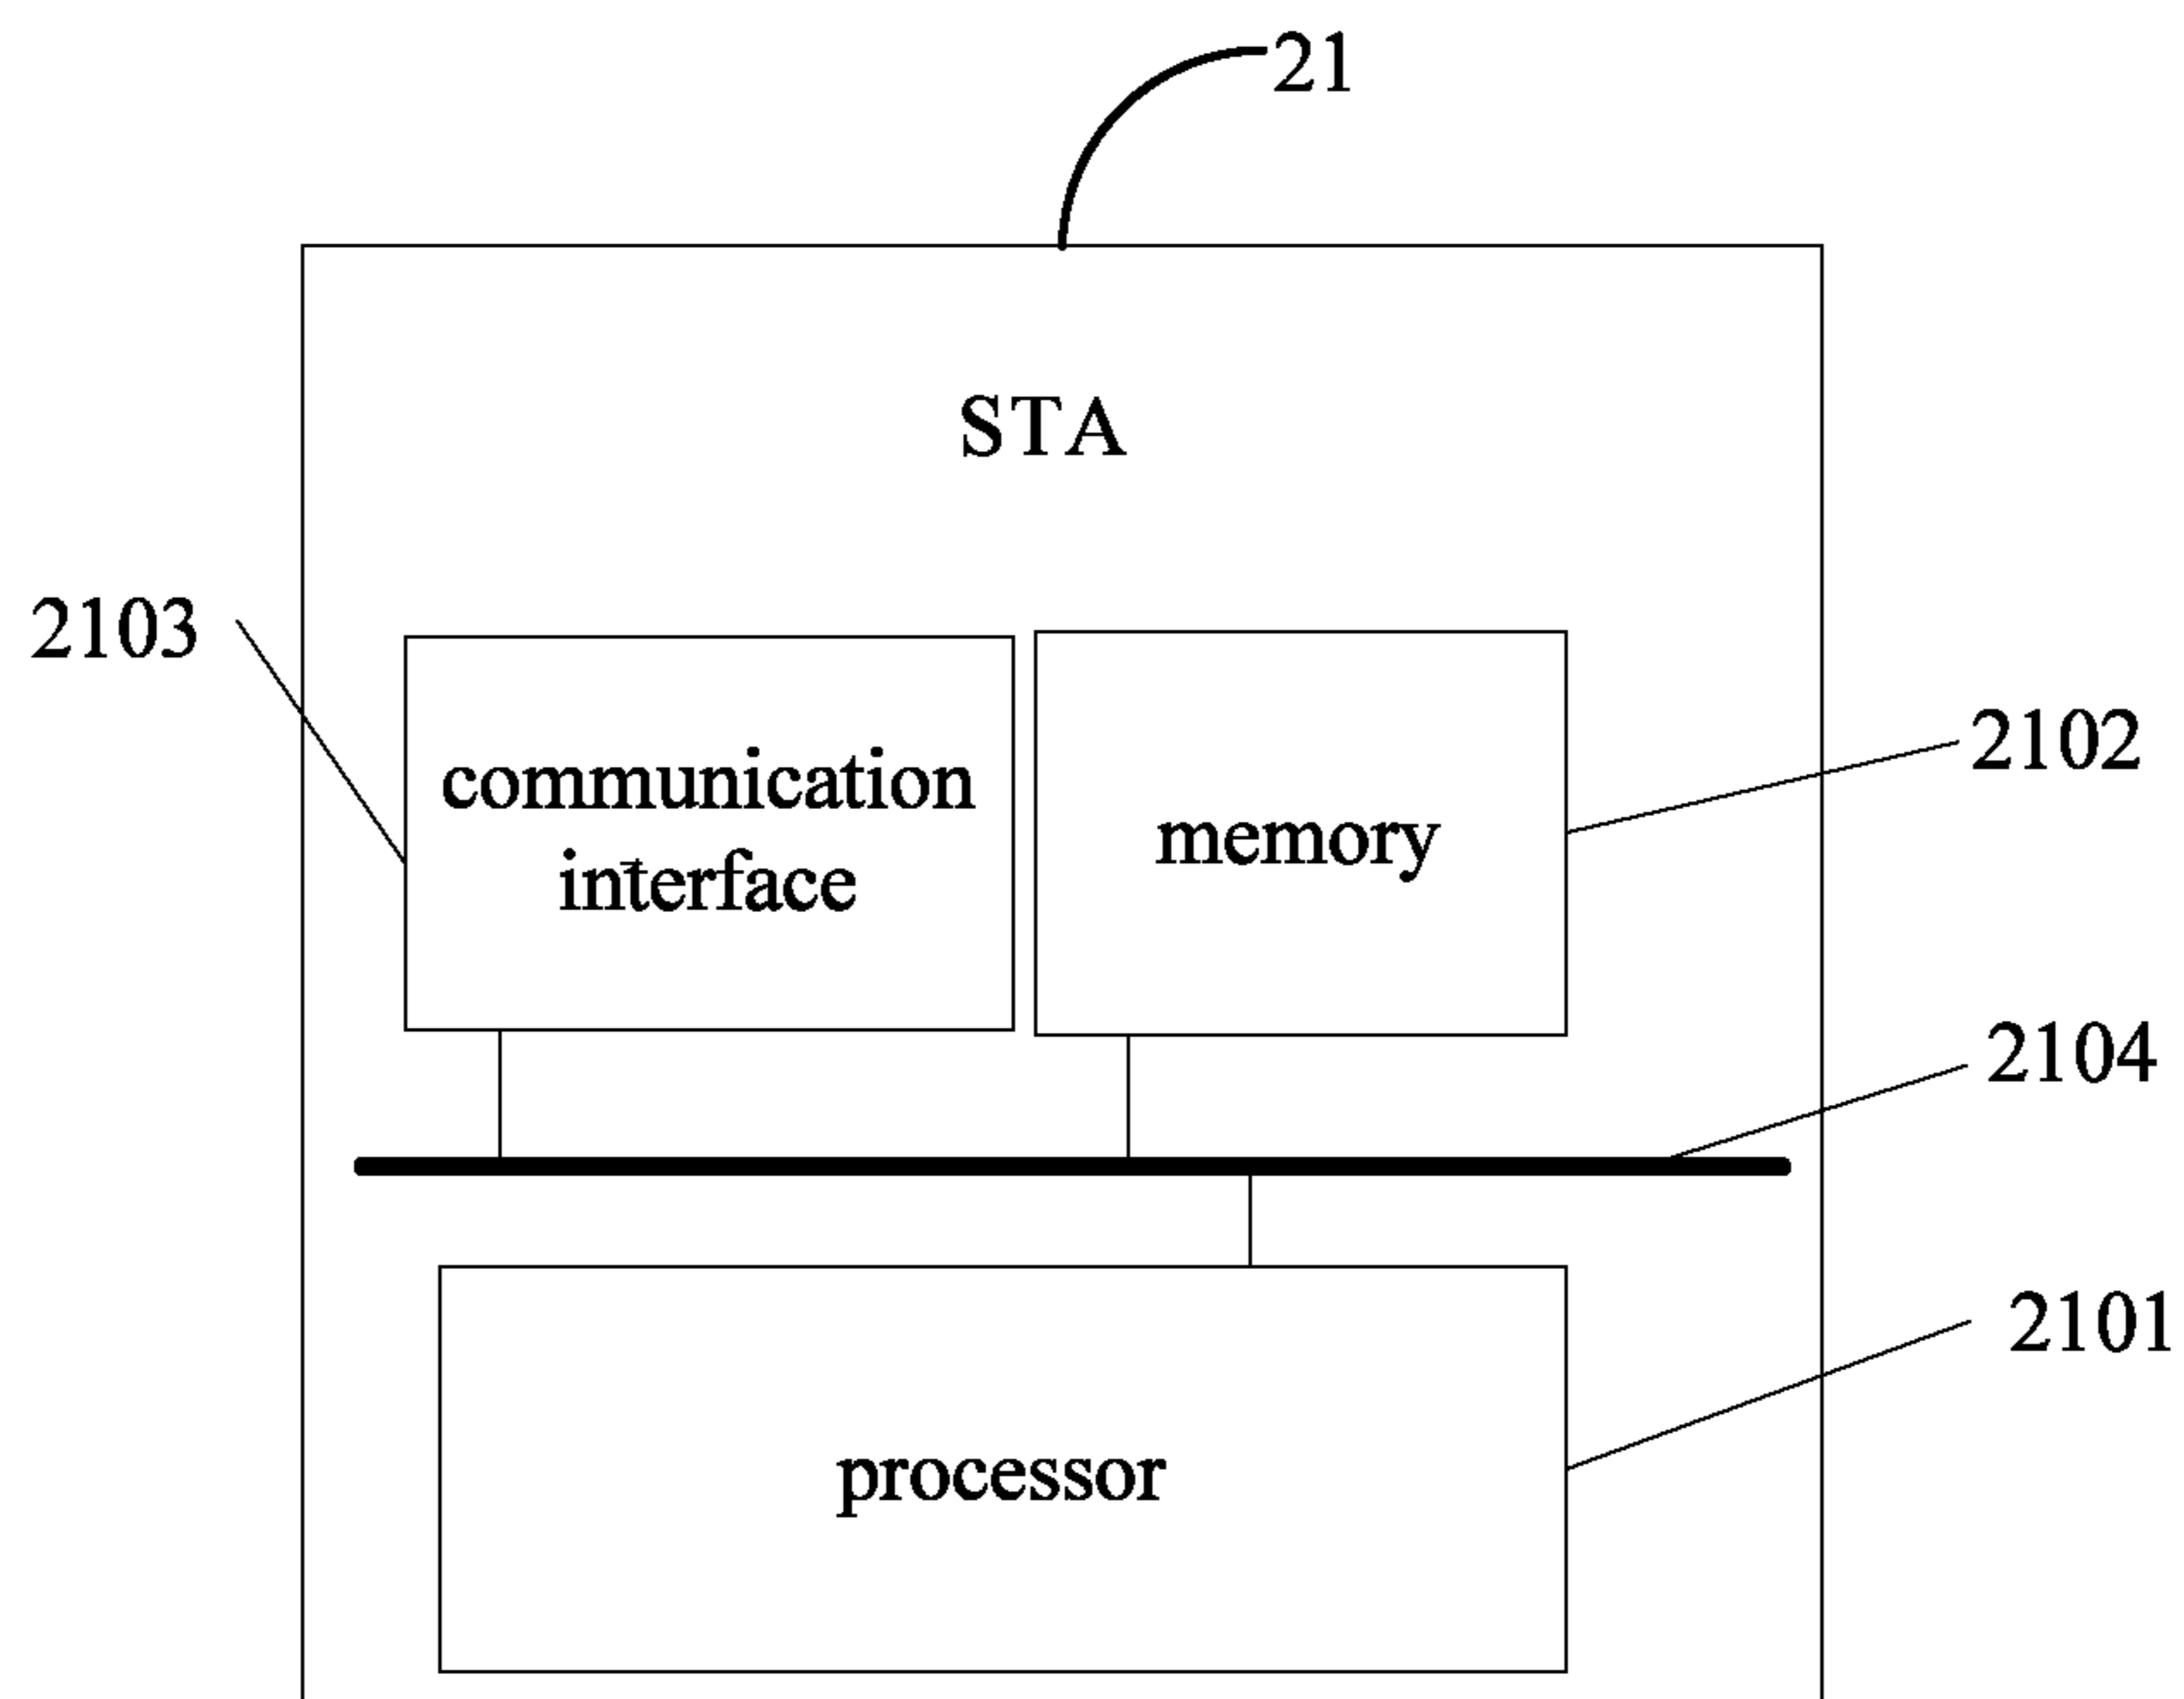 21
STA
2103
communication
interface
memory
2102
2104
2101
processor